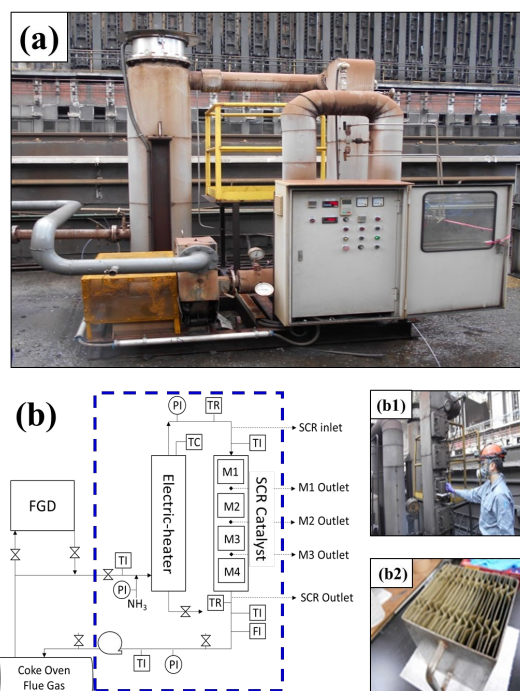 (a)
(b)
PI
TR
SCR inlet
TC
TI
Electric-heater
M1
M2
M3
M4
SCR Catalyst
M1 Outlet
M2 Outlet
M3 Outlet
SCR Outlet
FGD
TI
PI
NH3
TR
TI
FI
TI
PI
Coke Oven
Flue Gas
(b1)
(b2)